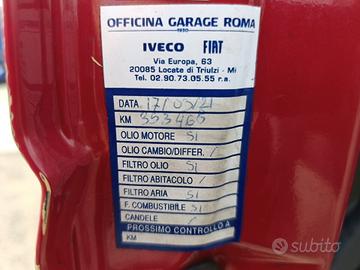 OFFICINA GARAGE ROMA
1930
IVECO FIAT
Via Europa, 63
20085 Locate di Triulzi - Mi
Tel. 02.90.73.05.55 r.a.
DATA 17/05/21
KM 353465
OLIO MOTORE SI
OLIO CAMBIO/DIFFER. /
FILTRO OLIO SI
FILTRO ABITACOLO /
FILTRO ARIA SI
F. COMBUSTIBILE SI
CANDELE /
PROSSIMO CONTROLLO A
KM
subito